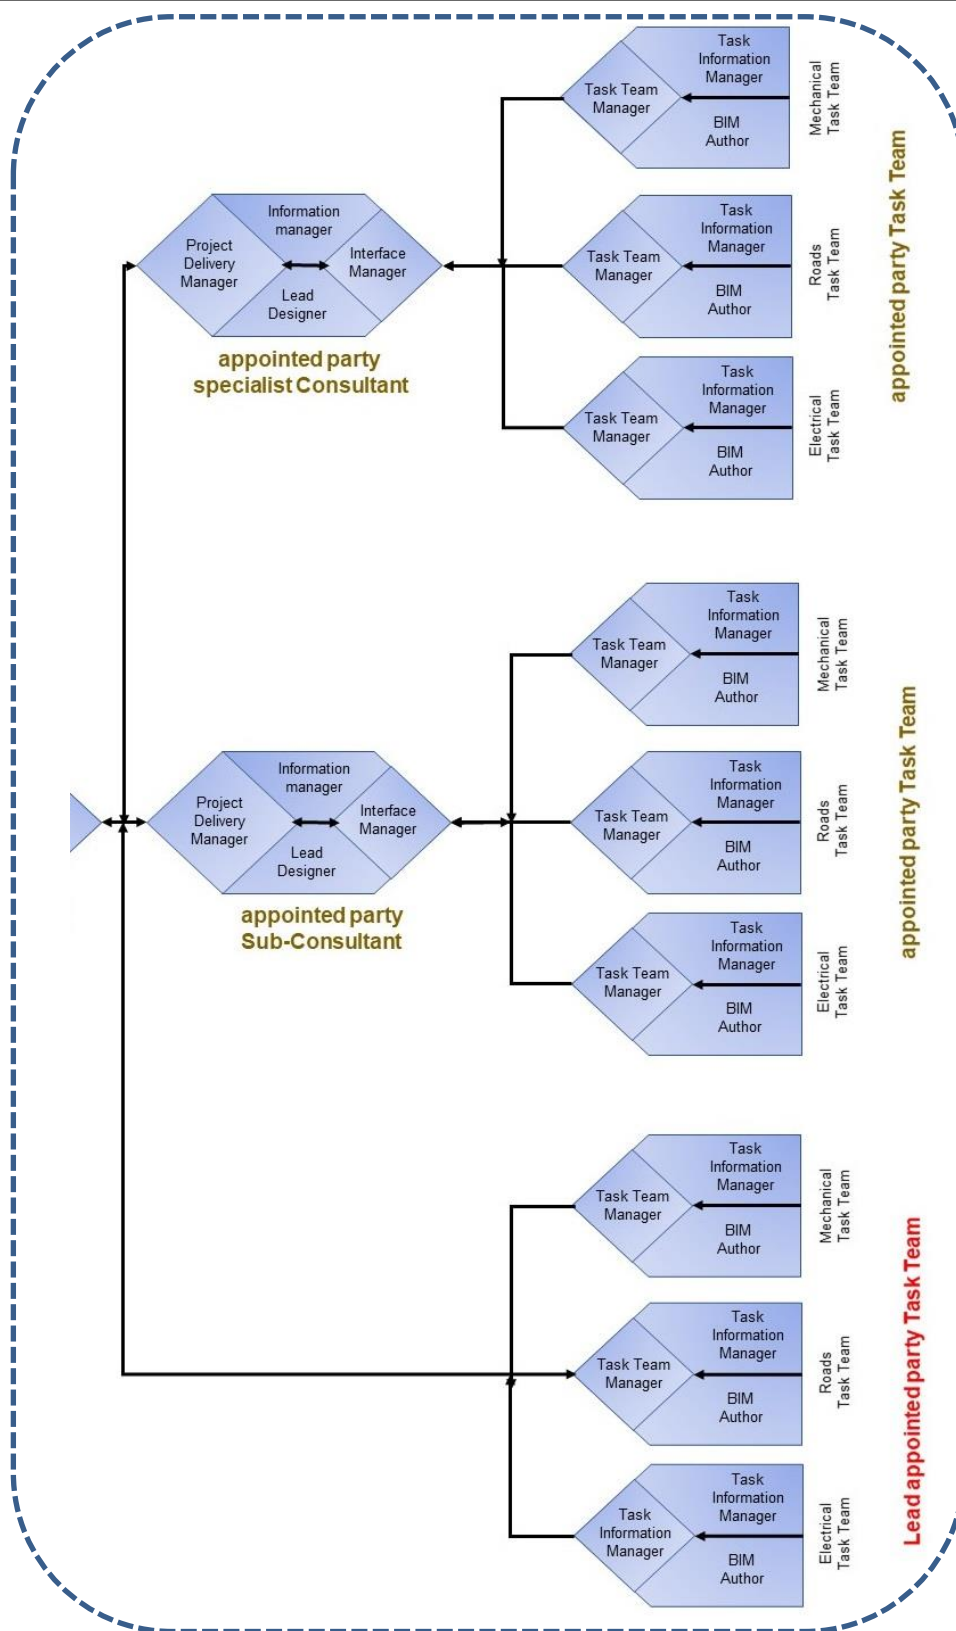 Task
Information
Manager
Task Team
Manager
BIM
Author
Mechanical
Task Team
Information
manager
Project
Delivery
Manager
Interface
Manager
Lead
Designer
appointed party
specialist Consultant
Task
Information
Manager
Task Team
Manager
BIM
Author
Roads
Task Team
Task
Information
Manager
Task Team
Manager
BIM
Author
Electrical
Task Team
appointed party Task Team
Task
Information
Manager
Task Team
Manager
BIM
Author
Mechanical
Task Team
Information
manager
Project
Delivery
Manager
Interface
Manager
Lead
Designer
appointed party
Sub-Consultant
Task
Information
Manager
Task Team
Manager
BIM
Author
Roads
Task Team
Task
Information
Manager
Task Team
Manager
BIM
Author
Electrical
Task Team
appointed party Task Team
Task
Information
Manager
Task Team
Manager
BIM
Author
Mechanical
Task Team
Task
Information
Manager
Task Team
Manager
BIM
Author
Roads
Task Team
Task
Information
Manager
Task
Information
Manager
BIM
Author
Electrical
Task Team
Lead appointed party Task Team